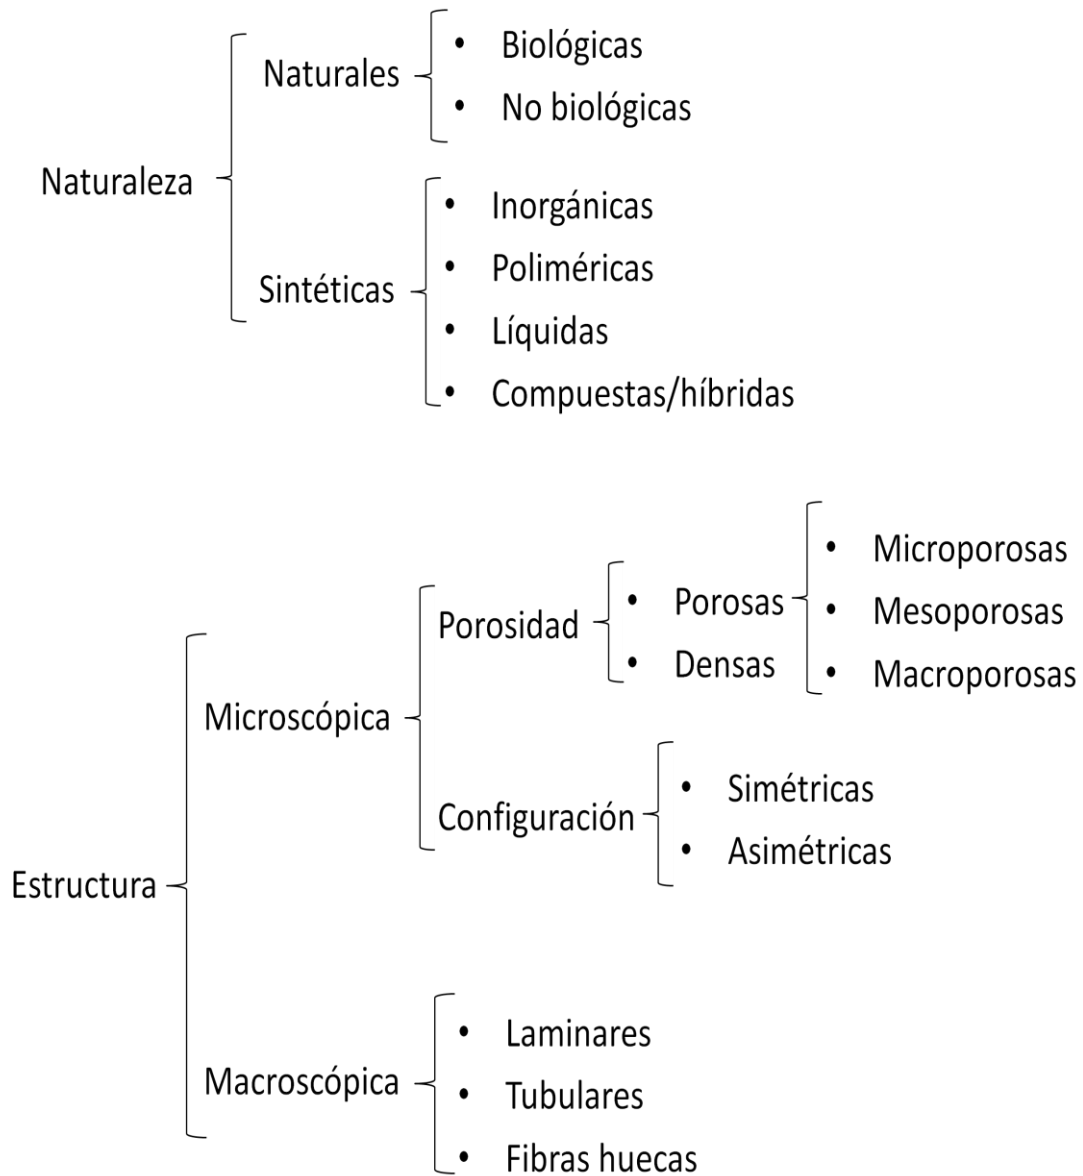 Naturaleza
Naturales
• Biológicas
• No biológicas
Sintéticas
• Inorgánicas
• Poliméricas
• Líquidas
• Compuestas/híbridas
Estructura
Microscópica
Porosidad
• Porosas
• Microporosas
• Mesoporosas
• Macroporosas
• Densas
Configuración
• Simétricas
• Asimétricas
Macroscópica
• Laminares
• Tubulares
• Fibras huecas